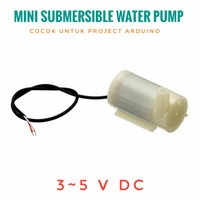 MINI SUBMERSIBLE WATER PUMP
COCOK UNTUK PROJECT ARDUINO
3~5 V DC